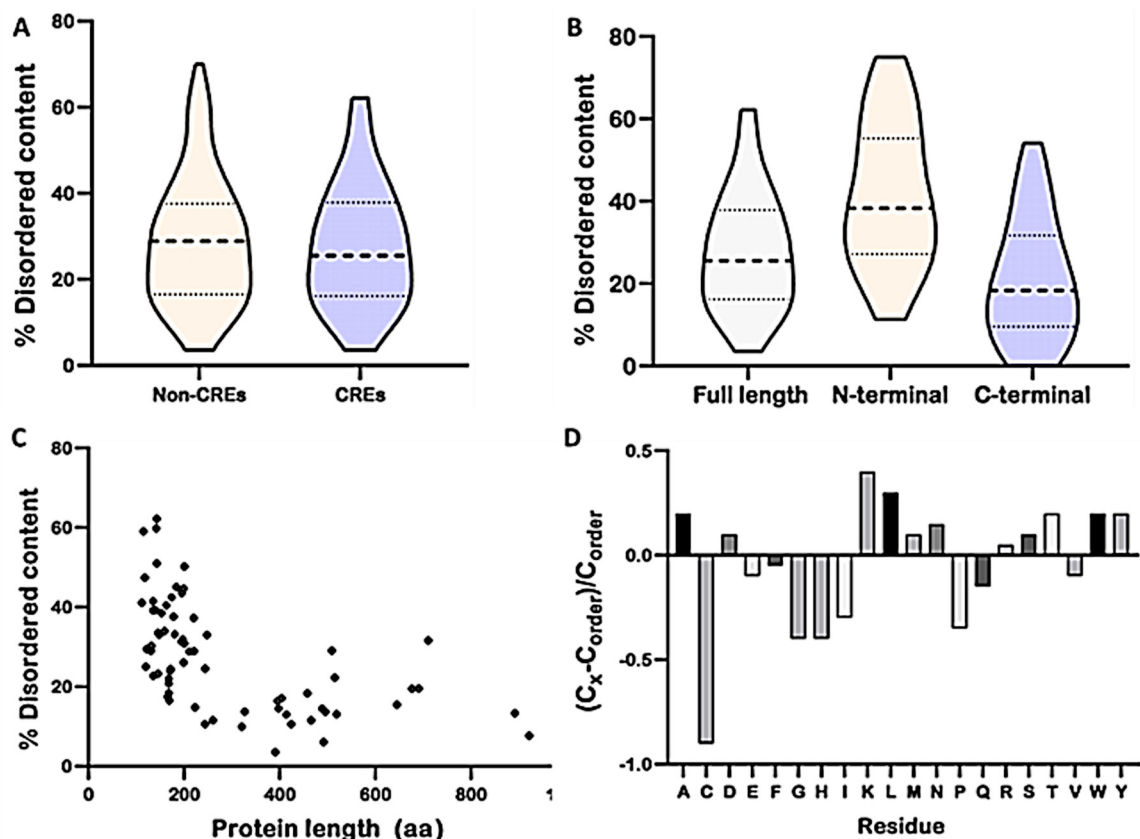 A
% Disordered content
80
60
40
20
0
Non-CREs CREs
B
% Disordered content
80
60
40
20
0
Full length N-terminal C-terminal
C
% Disordered content
80
60
40
20
0
0 200 400 600 800 1
Protein length (aa)
D
(Cx-Corder)/Corder
0.5
0.0
-0.5
-1.0
A C D E F G H I K L M N P Q R S T V W Y
Residue